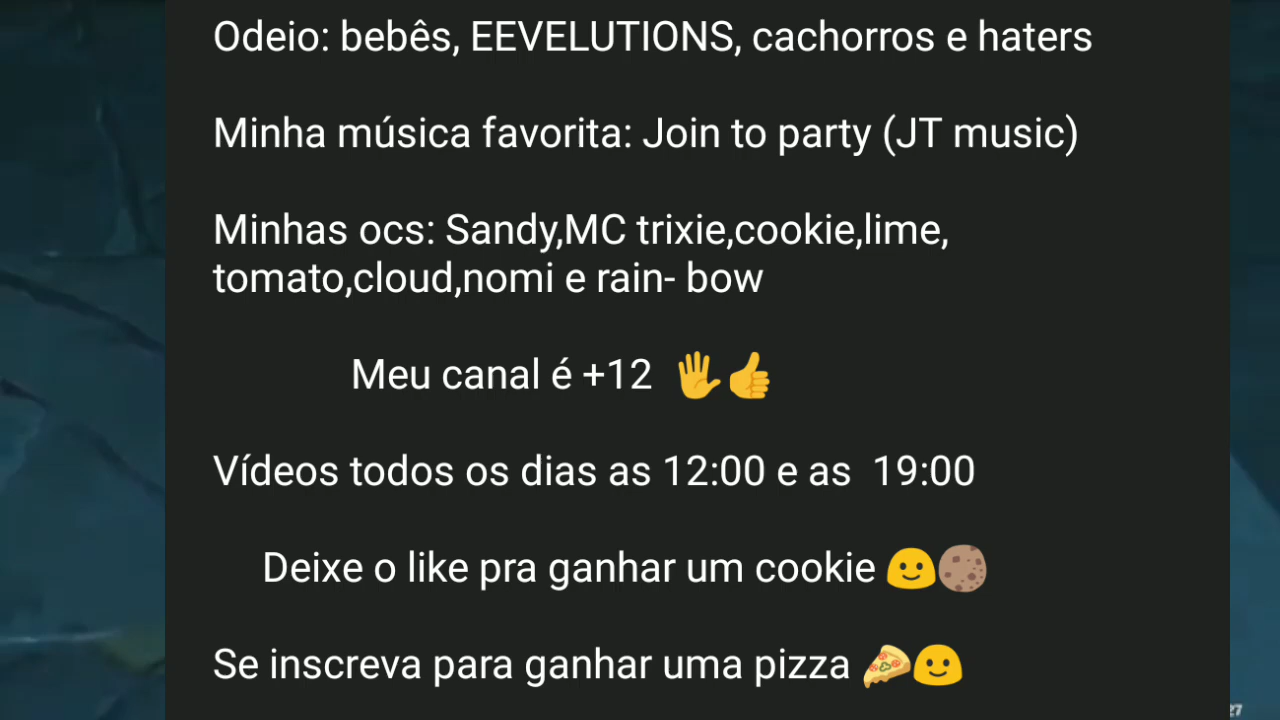 Odeio: bebês, EEVELUTIONS, cachorros e haters
Minha música favorita: Join to party (JT music)
Minhas ocs: Sandy,MC trixie,cookie,lime,
tomato,cloud,nomi e rain- bow
Meu canal é +12 🖐👍
Vídeos todos os dias as 12:00 e as  19:00
Deixe o like pra ganhar um cookie 🙂🍪
Se inscreva para ganhar uma pizza 🍕🙂
27